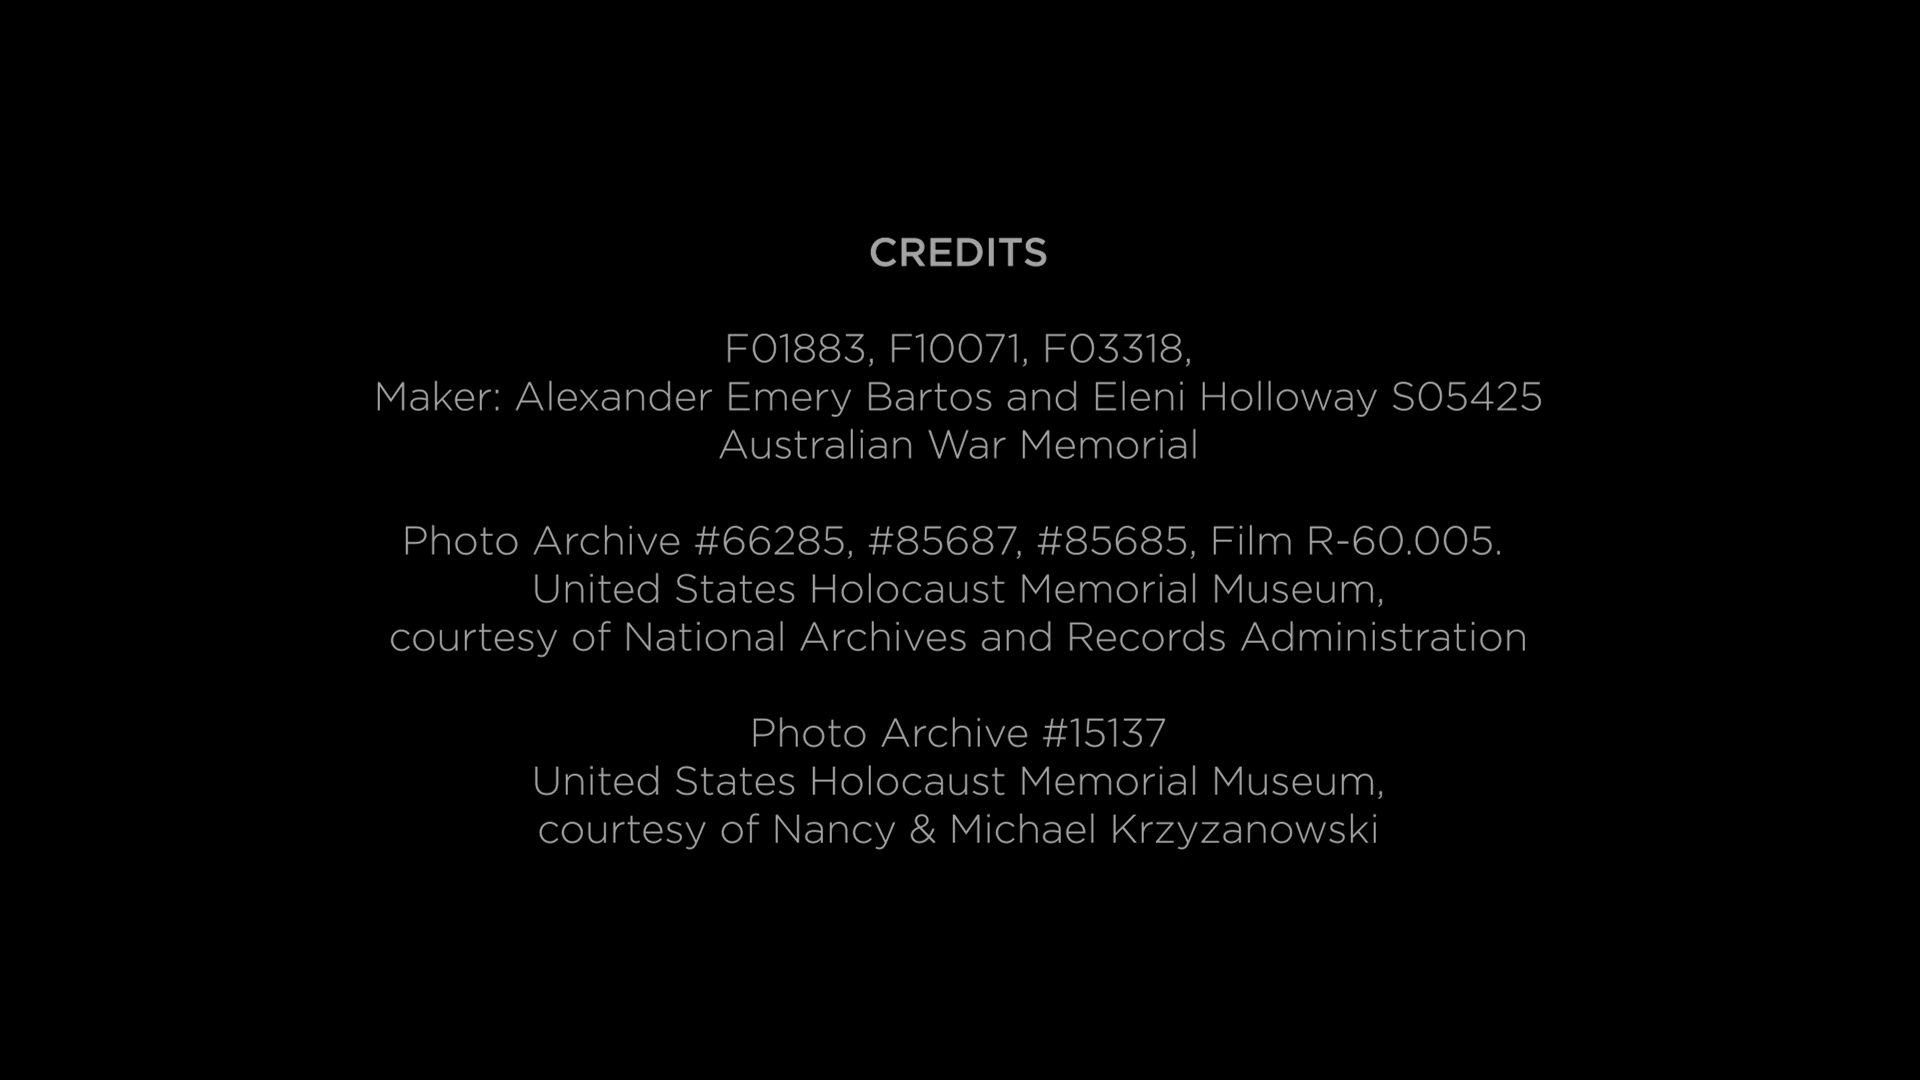 CREDITS
F01883, F10071, F03318,
Maker: Alexander Emery Bartos and Eleni Holloway S05425
Australian War Memorial
Photo Archive #66285, #85687, #85685, Film R-60.005.
United States Holocaust Memorial Museum,
courtesy of National Archives and Records Administration
Photo Archive #15137
United States Holocaust Memorial Museum,
courtesy of Nancy & Michael Krzyzanowski